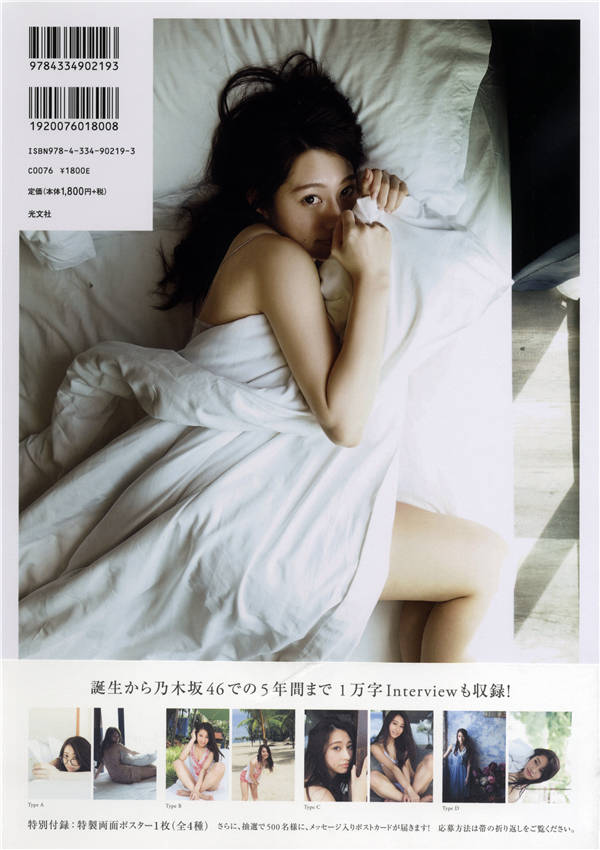 9784334902193
1920076018008
ISBN978-4-334-90219-3
C0076 ¥1800E
定価(本体1,800円+税)
光文社
誕生から乃木坂46での5年間まで 1万字Interviewも収録!
Type A
Type B
Type C
Type D
特別付録:特製両面ポスター1枚(全4種) さらに、抽選で500名様に、メッセージ入りポストカードが届きます! 応募方法は帯の折り返しをご覧ください。